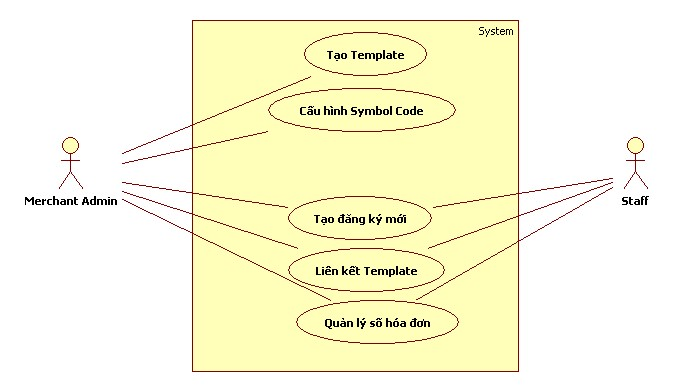 System
Tạo Template
Cấu hình Symbol Code
Merchant Admin
Staff
Tạo đăng ký mới
Liên kết Template
Quản lý số hóa đơn